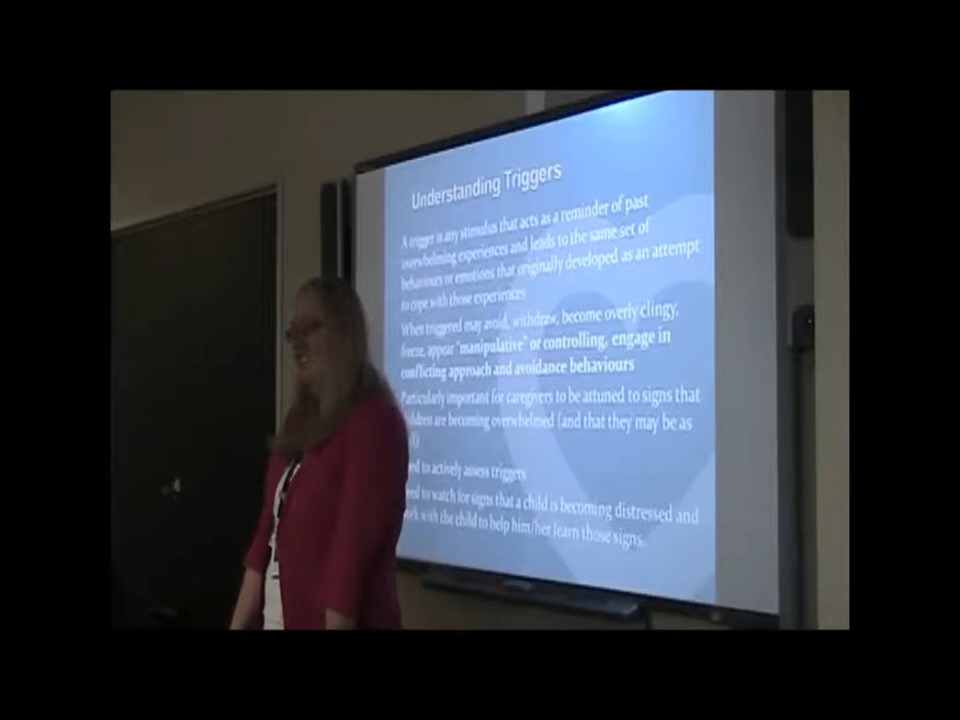 Understanding Triggers
A trigger is any stimulus that acts as a reminder of past
overwhelming experiences and leads to the same set of
behaviours or emotions that originally developed as an attempt
to cope with those experiences
When triggered may avoid, withdraw, become overly clingy,
freeze, appear "manipulative" or controlling, engage in
conflicting approach and avoidance behaviours
Particularly important for caregivers to be attuned to signs that
children are becoming overwhelmed (and that they may be as
to actively assess triggers
to watch for signs that a child is becoming distressed and
with the child to help him/her learn those signs.